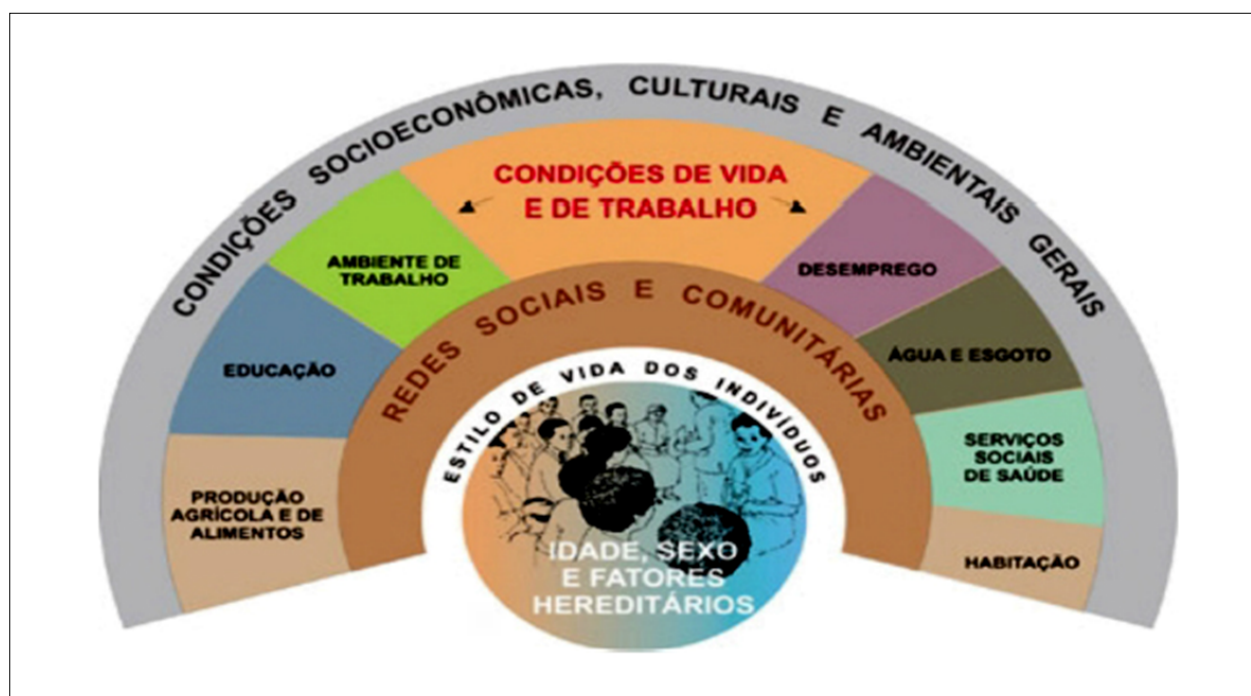 CONDIÇÕES SOCIOECONÔMICAS, CULTURAIS E AMBIENTAIS GERAIS
CONDIÇÕES DE VIDA
E DE TRABALHO
AMBIENTE DE
TRABALHO
DESEMPREGO
EDUCAÇÃO
ÁGUA E ESGOTO
PRODUÇÃO
AGRÍCOLA E DE
ALIMENTOS
SERVIÇOS
SOCIAIS
DE SAÚDE
HABITAÇÃO
REDES SOCIAIS E COMUNITÁRIAS
ESTILO DE VIDA DOS INDIVÍDUOS
IDADE, SEXO
E FATORES
HEREDITÁRIOS